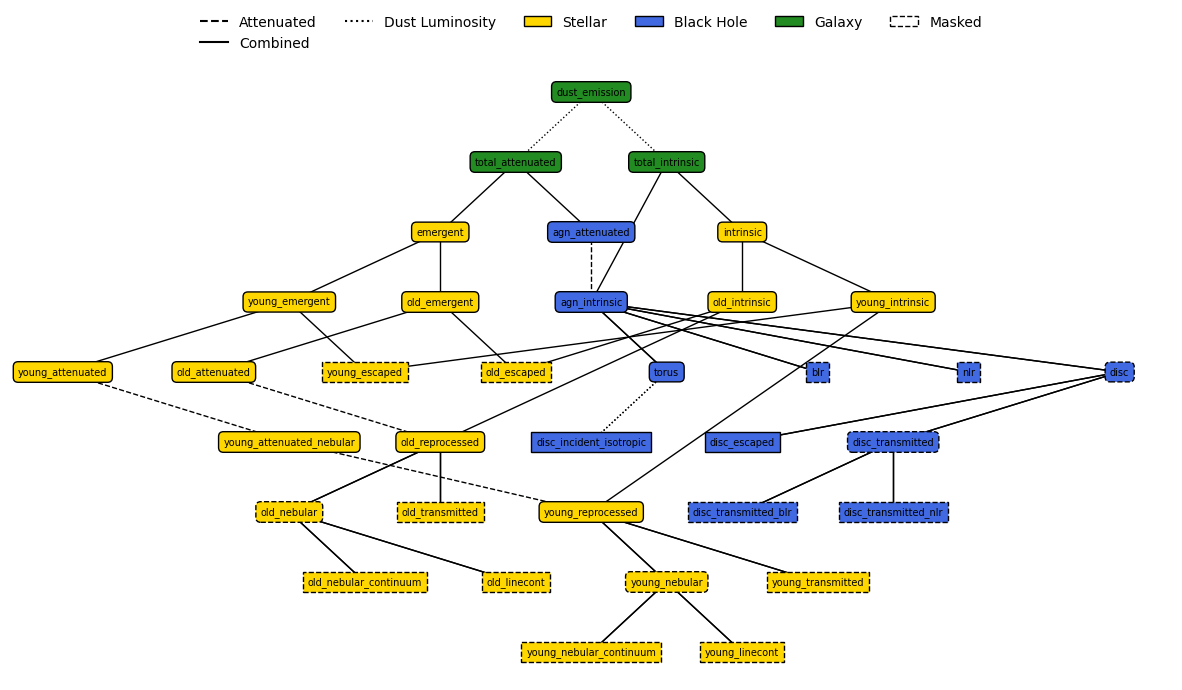 Attenuated Dust Luminosity Stellar Black Hole Galaxy Masked
Combined
dust_emission
total_attenuated total_intrinsic
emergent agn_attenuated intrinsic
young_emergent old_emergent agn_intrinsic old_intrinsic young_intrinsic
young_attenuated old_attenuated young_escaped old_escaped torus blr nlr disc
young_attenuated_nebular old_reprocessed disc_incident_isotropic disc_escaped disc_transmitted
old_nebular old_transmitted young_reprocessed disc_transmitted_blr disc_transmitted_nlr
old_nebular_continuum old_linecont young_nebular young_transmitted
young_nebular_continuum young_linecont